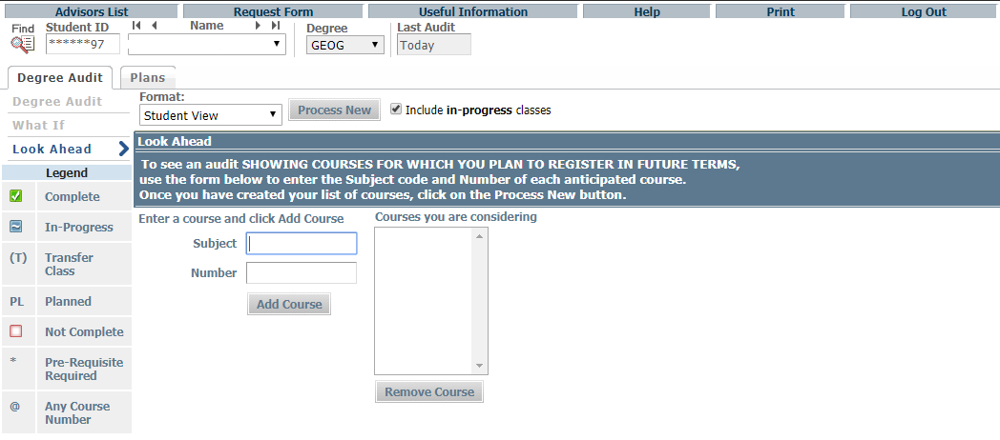 Advisors List Request Form Useful Information Help Print Log Out
Find Student ID Name Degree Last Audit
******97 GEOG Today
Degree Audit Plans
Degree Audit
What If
Look Ahead
Legend
Complete
In-Progress
(T) Transfer
Class
PL Planned
Not Complete
* Pre-Requisite
Required
@ Any Course
Number
Format:
Student View Process New Include in-progress classes
Look Ahead
To see an audit SHOWING COURSES FOR WHICH YOU PLAN TO REGISTER IN FUTURE TERMS,
use the form below to enter the Subject code and Number of each anticipated course.
Once you have created your list of courses, click on the Process New button.
Enter a course and click Add Course
Subject
Number
Add Course
Courses you are considering
Remove Course